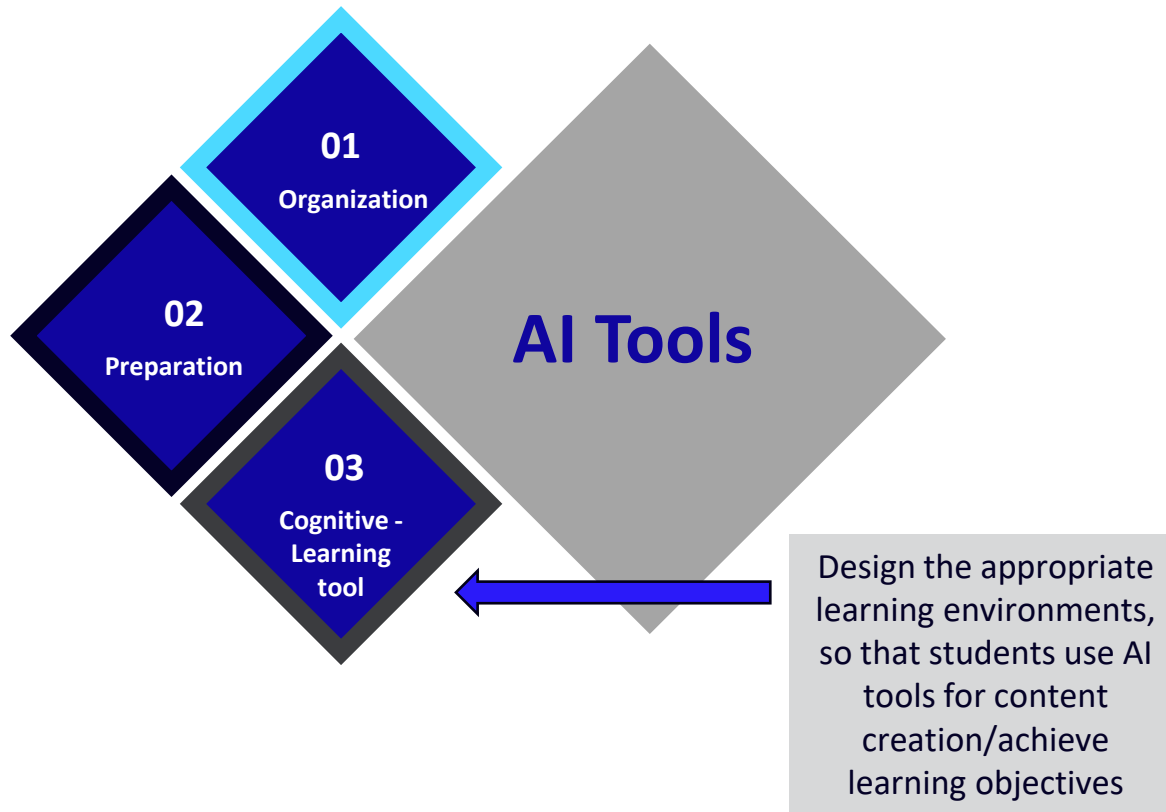 01
Organization
02
Preparation
03
Cognitive -
Learning
tool
AI Tools
Design the appropriate
learning environments,
so that students use AI
tools for content
creation/achieve
learning objectives